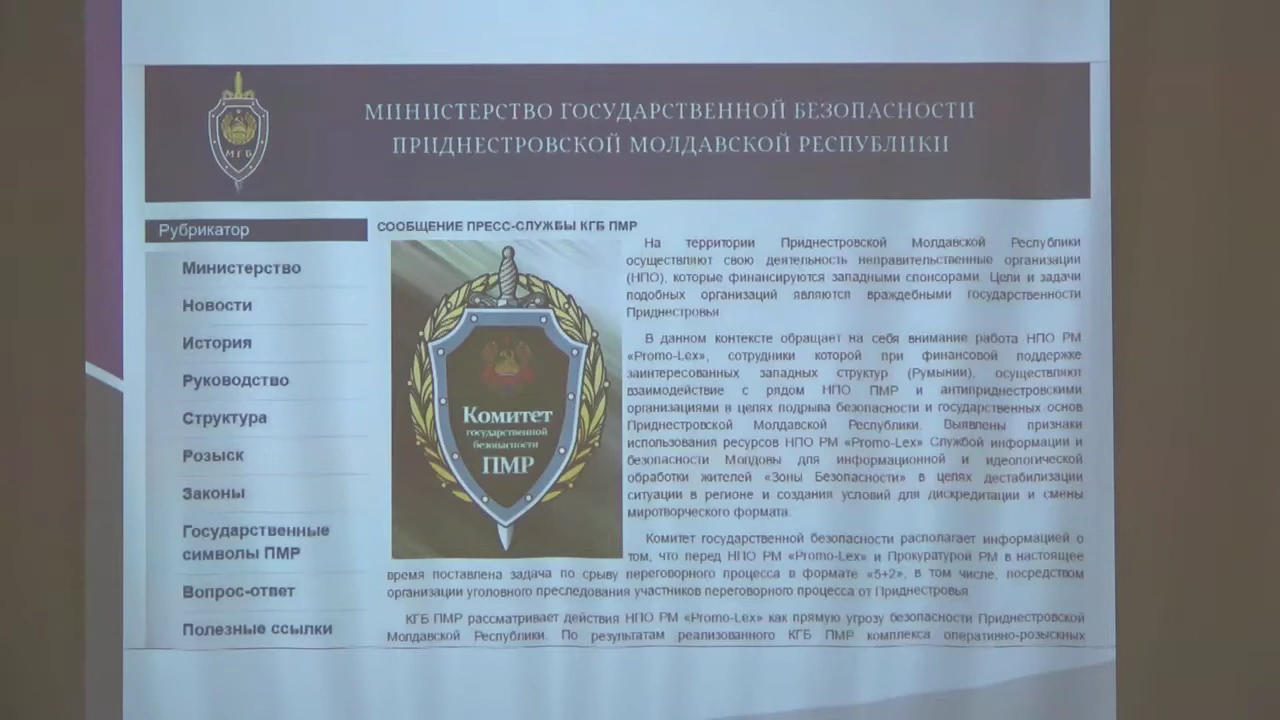 МИНИСТЕРСТВО ГОСУДАРСТВЕННОЙ БЕЗОПАСНОСТИ
ПРИДНЕСТРОВСКОЙ МОЛДАВСКОЙ РЕСПУБЛИКИ
МГБ
Рубрикатор
Министерство
Новости
История
Руководство
Структура
Розыск
Законы
Государственные
символы ПМР
Вопрос-ответ
Полезные ссылки
СООБЩЕНИЕ ПРЕСС-СЛУЖБЫ КГБ ПМР
Комитет
государственной
безопасности
ПМР
На территории Приднестровской Молдавской Республики
осуществляют свою деятельность неправительственные организации
(НПО), которые финансируются западными спонсорами. Цели и задачи
подобных организаций являются враждебными государственности
Приднестровья
В данном контексте обращает на себя внимание работа НПО РМ
«Promo-Lex», сотрудники которой при финансовой поддержке
заинтересованных западных структур (Румынии), осуществляют
взаимодействие с рядом НПО ПМР и антиприднестровскими
организациями в целях подрыва безопасности и государственных основ
Приднестровской Молдавской Республики. Выявлены признаки
использования ресурсов НПО РМ «Promo-Lex» Службой информации и
безопасности Молдовы для информационной и идеологической
обработки жителей «Зоны Безопасности» в целях дестабилизации
ситуации в регионе и создания условий для дискредитации и смены
миротворческого формата.
Комитет государственной безопасности располагает информацией о
том, что перед НПО РМ «Promo-Lex» и Прокуратурой РМ в настоящее
время поставлена задача по срыву переговорного процесса в формате «5+2», в том числе, посредством
организации уголовного преследования участников переговорного процесса от Приднестровья
КГБ ПМР рассматривает действия НПО РМ «Promo-Lex» как прямую угрозу безопасности Приднестровской
Молдавской Республики. По результатам реализованного КГБ ПМР комплекса оперативно-розыскных